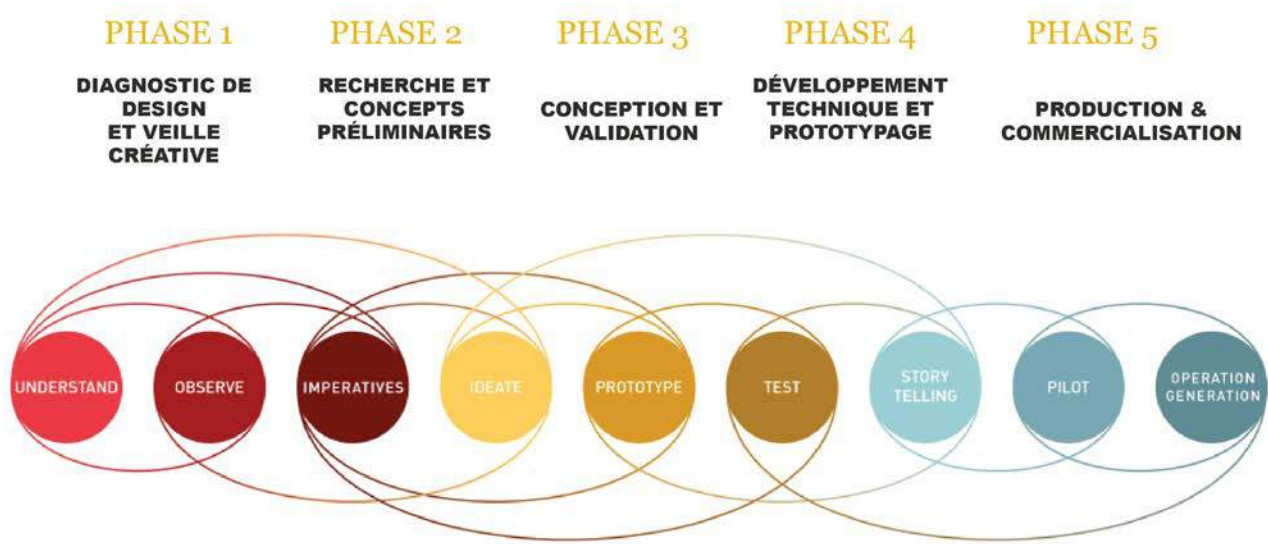 PHASE 1
PHASE 2
PHASE 3
PHASE 4
PHASE 5
DIAGNOSTIC DE
DESIGN
ET VEILLE
CRÉATIVE
RECHERCHE ET
CONCEPTS
PRÉLIMINAIRES
CONCEPTION ET
VALIDATION
DÉVELOPPEMENT
TECHNIQUE ET
PROTOTYPAGE
PRODUCTION &
COMMERCIALISATION
UNDERSTAND
OBSERVE
IMPERATIVES
IDEATE
PROTOTYPE
TEST
STORY
TELLING
PILOT
OPERATION
GENERATION